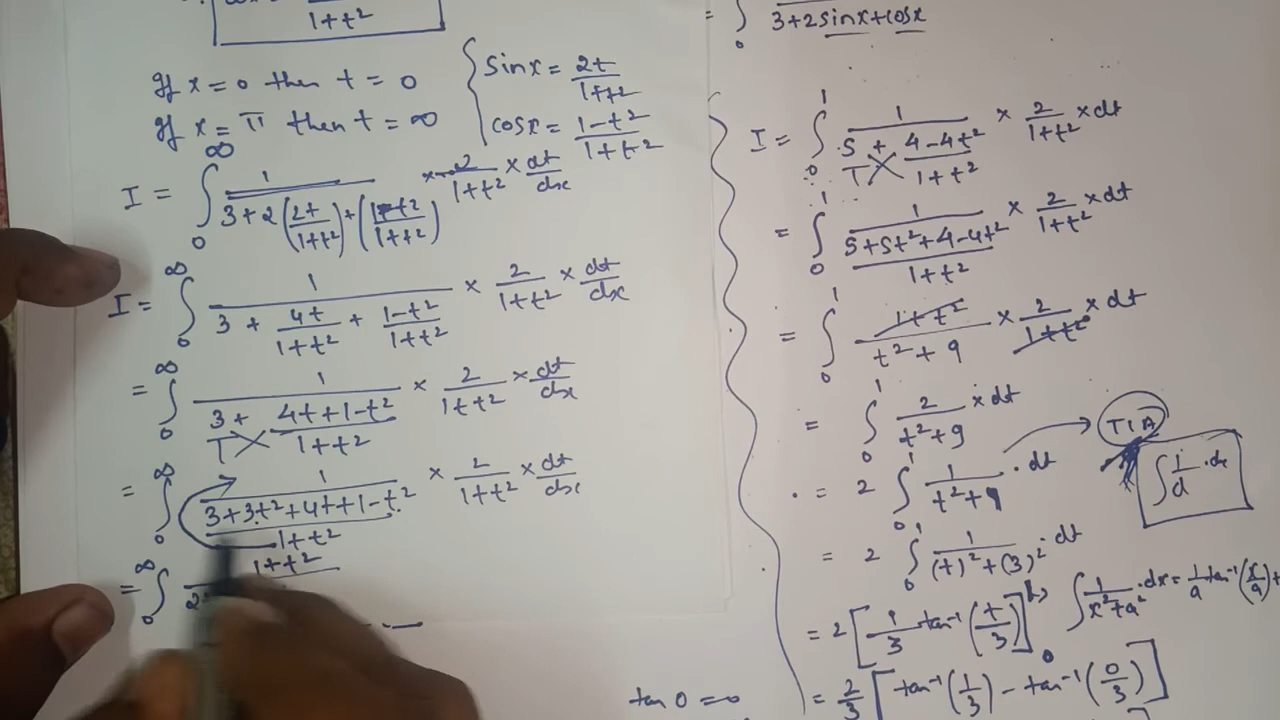 1+t²
If x = 0 then t = 0
If x = π then t = ∞
sinx = 2t/1+t²
cosx = 1-t²/1+t²
I = ∫₀^∞ 1/3+2(2t/1+t²)+(1-t²/1+t²) × 2/1+t² × dt/dx
I = ∫₀^∞ 1/3 + 4t/1+t² + 1-t²/1+t² × 2/1+t² × dt/dx
= ∫₀^∞ 1/3 + 4t+1-t²/1+t² × 2/1+t² × dt/dx
= ∫₀^∞ 1/3+3t²+4t+1-t²/1+t² × 2/1+t² × dt/dx
= ∫₀^∞ 1+t²/2
= ∫₀ 3+2sinx+cosx
I = ∫₀¹ 1/5 + 4-4t²/1+t² × 2/1+t² × dt
= ∫₀¹ 1/5+5t²+4-4t²/1+t² × 2/1+t² × dt
= ∫₀¹ 1+t²/t²+9 × 2/1+t² × dt
= ∫₀¹ 2/t²+9 × dt
= 2 ∫₀¹ 1/t²+9 · dt
∫ 1/d · dx
= 2 ∫₀¹ 1/(t)²+(3)² · dt
= 2[1/3 tan⁻¹(t/3)]₀
∫ 1/x²+a² · dx = 1/a tan⁻¹(x/a)+
tan 0 = 0
= 2/3 [tan⁻¹(1/3) - tan⁻¹(0/3)]